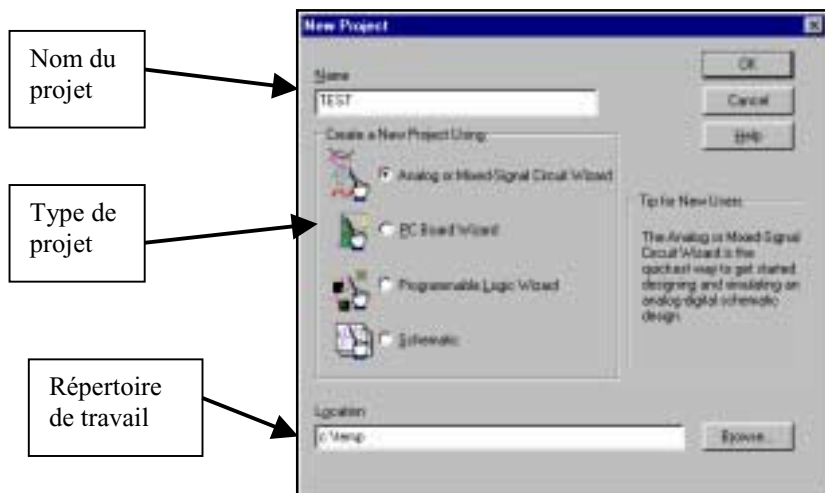 New Project
Nom du
projet
Name
TEST
OK
Cancel
Help
Create a New Project Using
Analog or Mixed-Signal Circuit Wizard
Type de
projet
PC Board Wizard
Programmable Logic Wizard
Schematic
Tip for New Users
The Analog or Mixed-Signal
Circuit Wizard is the
quickest way to get started
designing and simulating an
analog-digital schematic
design.
Répertoire
de travail
Location
c:\temp
Browse...